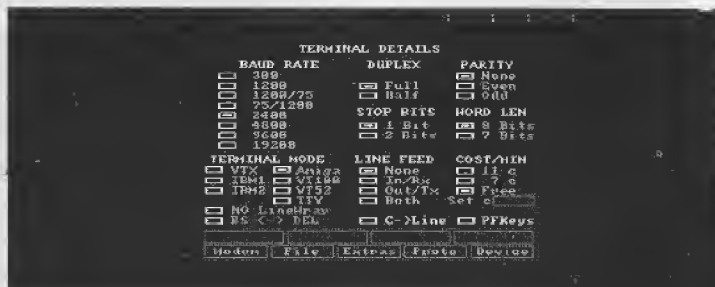 TERMINAL DETAILS
BAUD RATE
300
1200
1200/75
75/1200
2400
4800
9600
19200
DUPLEX
Full
Half
PARITY
None
Even
Odd
STOP BITS
1 Bit
2 Bits
WORD LEN
8 Bits
7 Bits
TERMINAL MODE
VTX
Amiga
IBM1
VT100
IBM2
VT52
TTY
NO LineWrap
BS <-> DEL
LINE FEED
None
In/Rx
Out/Tx
Both
C->Line
COST/MIN
11 c
7 c
Free
Set c
PFKeys
Modem
File
Extras
Proto
Device